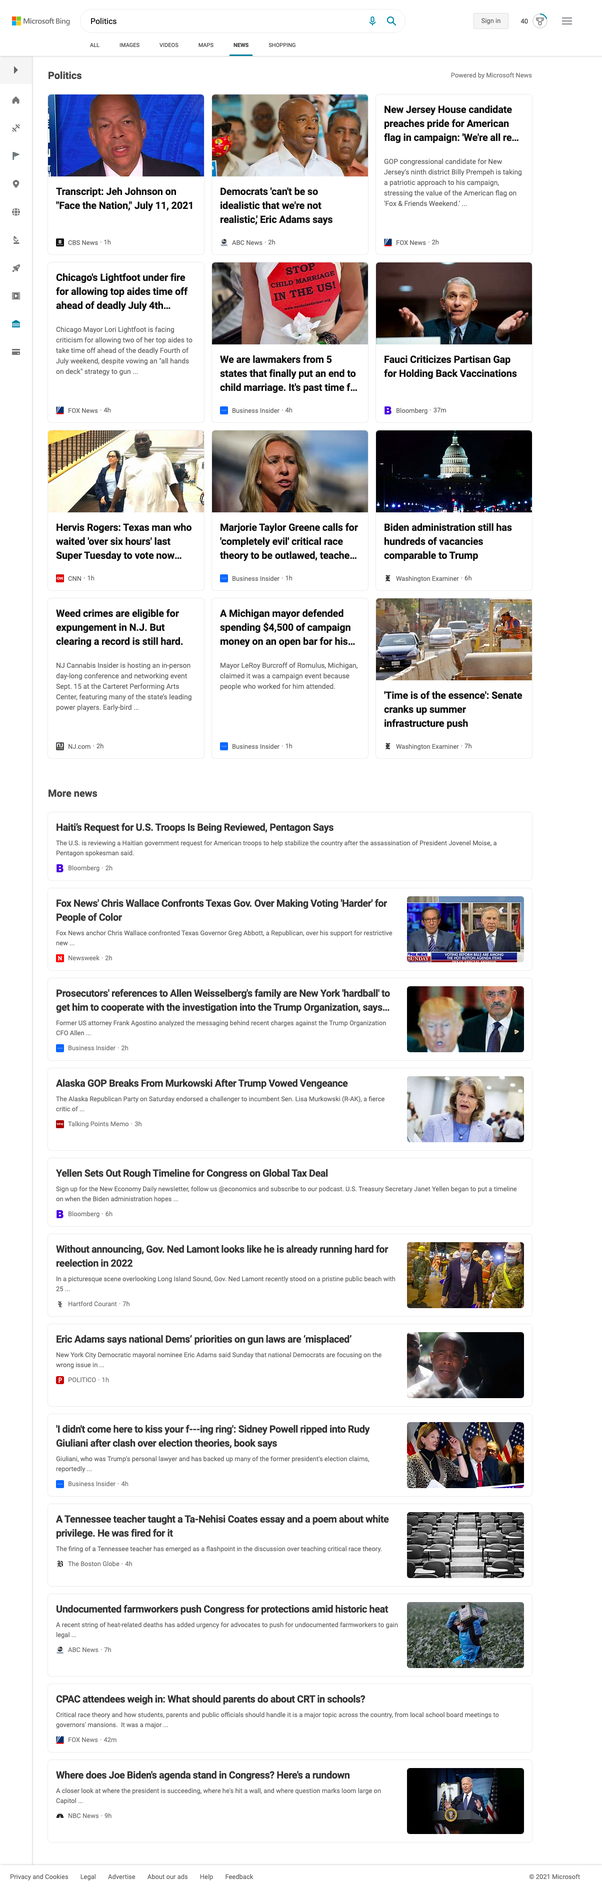 Microsoft Bing
Politics
Sign in
40
ALL
IMAGES
VIDEOS
MAPS
NEWS
SHOPPING
Politics
Powered by Microsoft News
Transcript: Jeh Johnson on
"Face the Nation," July 11, 2021
CBS News · 1h
Democrats 'can't be so
idealistic that we're not
realistic,' Eric Adams says
ABC News · 2h
New Jersey House candidate
preaches pride for American
flag in campaign: 'We're all re...
GOP congressional candidate for New
Jersey's ninth district Billy Prempeh is taking
a patriotic approach to his campaign,
stressing the value of the American flag on
'Fox & Friends Weekend.' ...
FOX News · 2h
Chicago's Lightfoot under fire
for allowing top aides time off
ahead of deadly July 4th...
Chicago Mayor Lori Lightfoot is facing
criticism for allowing two of her top aides to
take time off ahead of the deadly Fourth of
July weekend, despite vowing an "all hands
on deck" strategy to gun ...
FOX News · 4h
STOP
CHILD MARRIAGE
IN THE US!
We are lawmakers from 5
states that finally put an end to
child marriage. It's past time f...
Business Insider · 4h
Fauci Criticizes Partisan Gap
for Holding Back Vaccinations
Bloomberg · 37m
Hervis Rogers: Texas man who
waited 'over six hours' last
Super Tuesday to vote now...
CNN · 1h
Marjorie Taylor Greene calls for
'completely evil' critical race
theory to be outlawed, teache...
Business Insider · 1h
Biden administration still has
hundreds of vacancies
comparable to Trump
Washington Examiner · 6h
Weed crimes are eligible for
expungement in N.J. But
clearing a record is still hard.
NJ Cannabis Insider is hosting an in-person
day-long conference and networking event
Sept. 15 at the Carteret Performing Arts
Center, featuring many of the state's leading
power players. Early-bird ...
NJ.com · 2h
A Michigan mayor defended
spending $4,500 of campaign
money on an open bar for his...
Mayor LeRoy Burcroff of Romulus, Michigan,
claimed it was a campaign event because
people who worked for him attended.
Business Insider · 1h
'Time is of the essence': Senate
cranks up summer
infrastructure push
Washington Examiner · 7h
More news
Haiti's Request for U.S. Troops Is Being Reviewed, Pentagon Says
The U.S. is reviewing a Haitian government request for American troops to help stabilize the country after the assassination of President Jovenel Moise, a
Pentagon spokesman said.
Bloomberg · 2h
Fox News' Chris Wallace Confronts Texas Gov. Over Making Voting 'Harder' for
People of Color
Fox News anchor Chris Wallace confronted Texas Governor Greg Abbott, a Republican, over his support for restrictive
new ...
Newsweek · 2h
SUNDAY
VOTING REFORM BILLS ARE AMONG
THE HOT BUTTON AGENDA ITEMS
Prosecutors' references to Allen Weisselberg's family are New York 'hardball' to
get him to cooperate with the investigation into the Trump Organization, says...
Former US attorney Frank Agostino analyzed the messaging behind recent charges against the Trump Organization
CFO Allen ...
Business Insider · 2h
Alaska GOP Breaks From Murkowski After Trump Vowed Vengeance
The Alaska Republican Party on Saturday endorsed a challenger to incumbent Sen. Lisa Murkowski (R-AK), a fierce
critic of ...
Talking Points Memo · 3h
Yellen Sets Out Rough Timeline for Congress on Global Tax Deal
Sign up for the New Economy Daily newsletter, follow us @economics and subscribe to our podcast. U.S. Treasury Secretary Janet Yellen began to put a timeline
on when the Biden administration hopes ...
Bloomberg · 6h
Without announcing, Gov. Ned Lamont looks like he is already running hard for
reelection in 2022
In a picturesque scene overlooking Long Island Sound, Gov. Ned Lamont recently stood on a pristine public beach with
25 ...
Hartford Courant · 7h
Eric Adams says national Dems' priorities on gun laws are 'misplaced'
New York City Democratic mayoral nominee Eric Adams said Sunday that national Democrats are focusing on the
wrong issue in ...
POLITICO · 1h
'I didn't come here to kiss your f---ing ring': Sidney Powell ripped into Rudy
Giuliani after clash over election theories, book says
Giuliani, who was Trump's personal lawyer and has backed up many of the former president's election claims,
reportedly ...
Business Insider · 4h
A Tennessee teacher taught a Ta-Nehisi Coates essay and a poem about white
privilege. He was fired for it
The firing of a Tennessee teacher has emerged as a flashpoint in the discussion over teaching critical race theory.
The Boston Globe · 4h
Undocumented farmworkers push Congress for protections amid historic heat
A recent string of heat-related deaths has added urgency for advocates to push for undocumented farmworkers to gain
legal ...
ABC News · 7h
CPAC attendees weigh in: What should parents do about CRT in schools?
Critical race theory and how students, parents and public officials should handle it is a major topic across the country, from local school board meetings to
governors' mansions. It was a major ...
FOX News · 42m
Where does Joe Biden's agenda stand in Congress? Here's a rundown
A closer look at where the president is succeeding, where he's hit a wall, and where question marks loom large on
Capitol ...
NBC News · 9h
Privacy and Cookies
Legal
Advertise
About our ads
Help
Feedback
© 2021 Microsoft